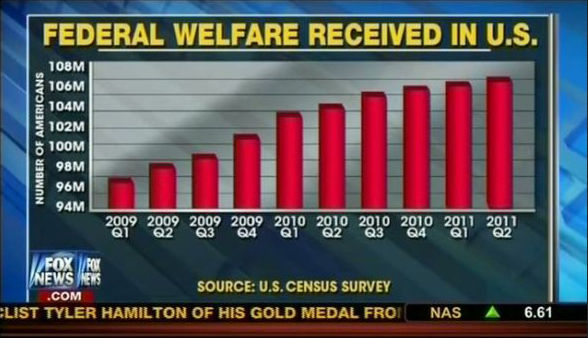 FEDERAL WELFARE RECEIVED IN U.S.
NUMBER OF AMERICANS
108M
106M
104M
102M
100M
98M
96M
94M
2009 2009 2009 2009 2010 2010 2010 2010 2011 2011
Q1 Q2 Q3 Q4 Q1 Q2 Q3 Q4 Q1 Q2
SOURCE: U.S. CENSUS SURVEY
FOX NEWS
FOX NEWS
.COM
CLIST TYLER HAMILTON OF HIS GOLD MEDAL FRO
NAS 6.61